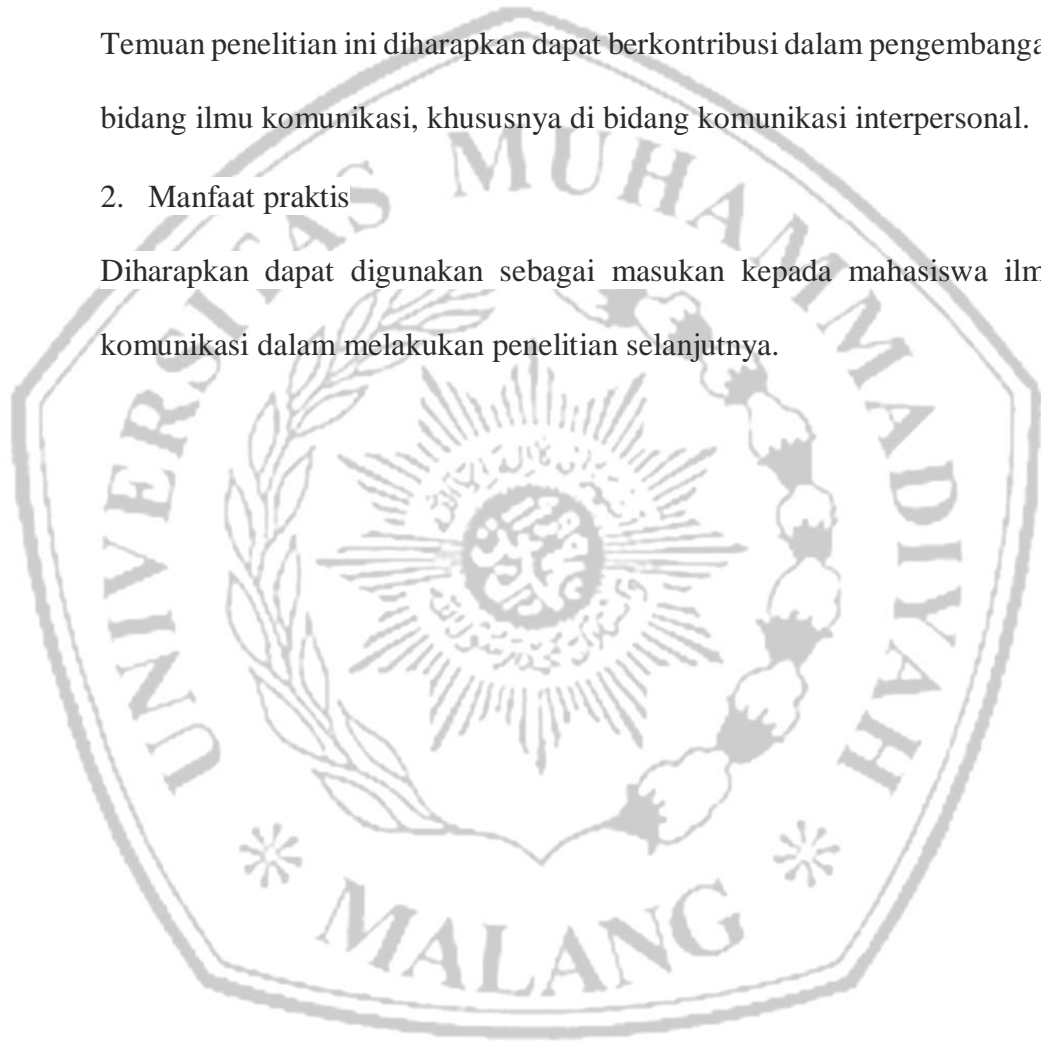 Temuan penelitian ini diharapkan dapat berkontribusi dalam pengembanga
bidang ilmu komunikasi, khususnya di bidang komunikasi interpersonal.
2. Manfaat praktis
Diharapkan dapat digunakan sebagai masukan kepada mahasiswa ilm
komunikasi dalam melakukan penelitian selanjutnya.
UNIVERSITAS MUHAMMADIYAH
MALANG